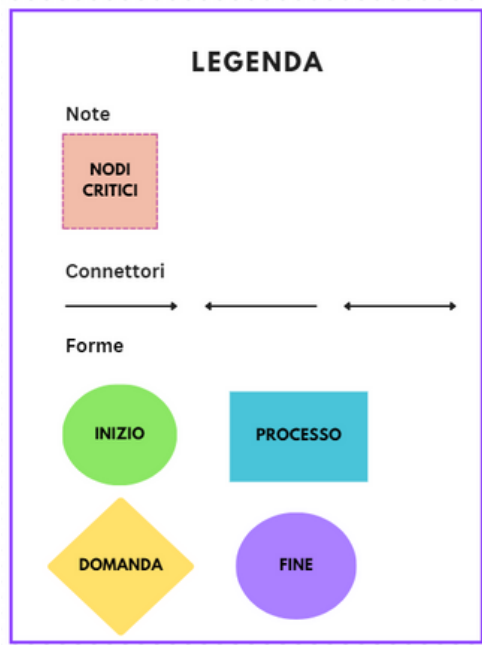 LEGENDA
Note
NODI
CRITICI
Connettori
Forme
INIZIO
PROCESSO
DOMANDA
FINE